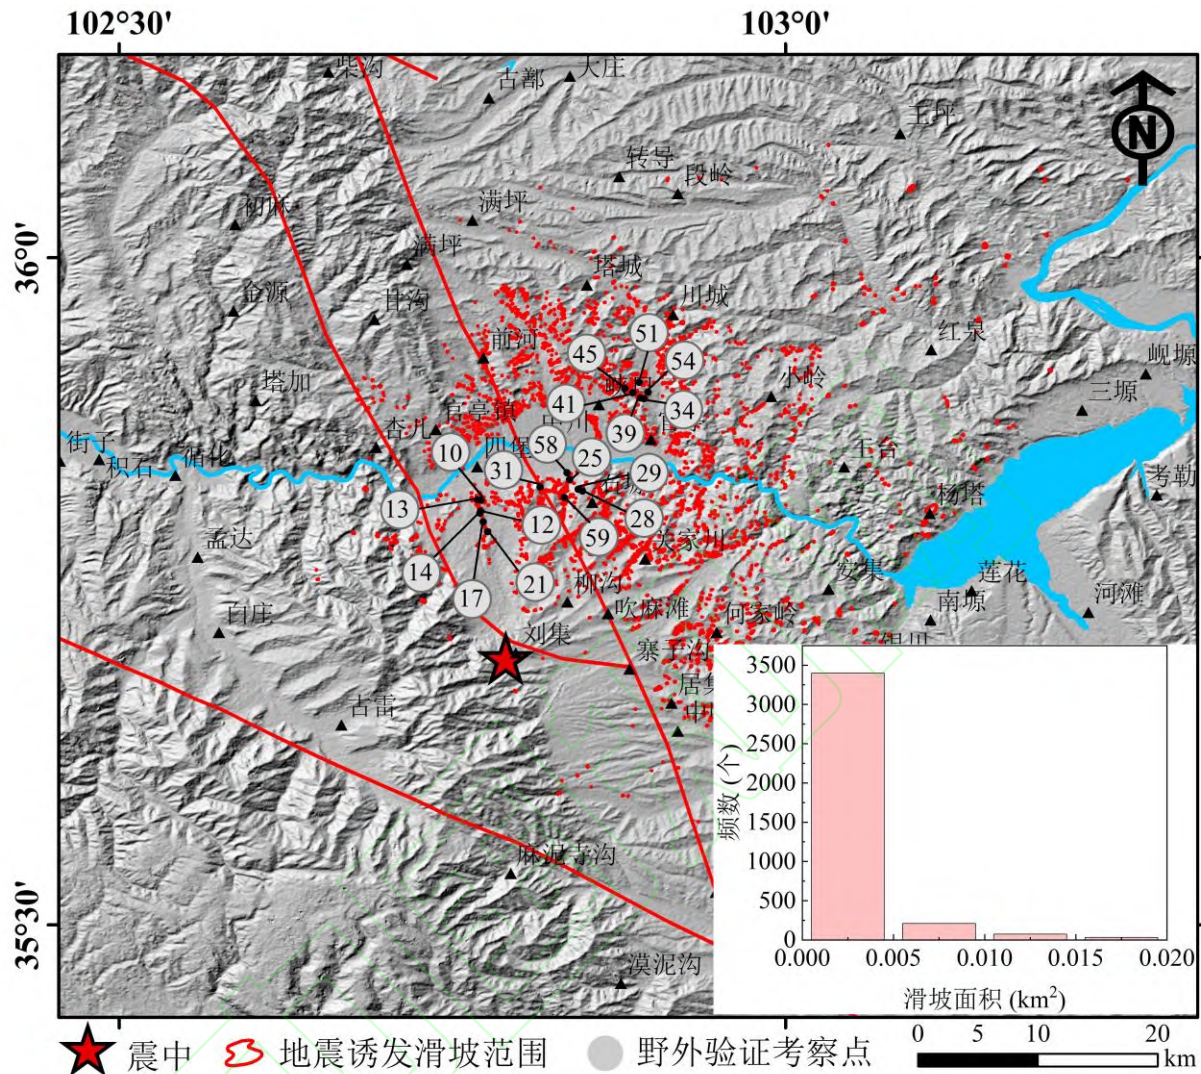 102°30'
103°0'
柴沟
古鄯
大庄
王坪
N
转导
段岭
初麻
满坪
满坪
36°0'
塔城
金源
甘沟
川城
51
红泉
前河
45
54
岘塬
塔加
小岭
三塬
41
34
官亭镇
39
杏儿
58
街子
积石
循化
10
四堡
25
王台
31
29
考勒
杨塔
13
12
28
孟达
59
关家川
14
21
安集
莲花
17
柳沟
白庄
吹麻滩
何家岭
南塬
河滩
刘集
寨子沟
银川
居集
古雷
麻泥寺沟
35°30'
漠泥沟
频数 (个)
3500
3000
2500
2000
1500
1000
500
0
0.000
0.005
0.010
0.015
0.020
滑坡面积 (km²)
震中
地震诱发滑坡范围
野外验证考察点
0
5
10
20
km